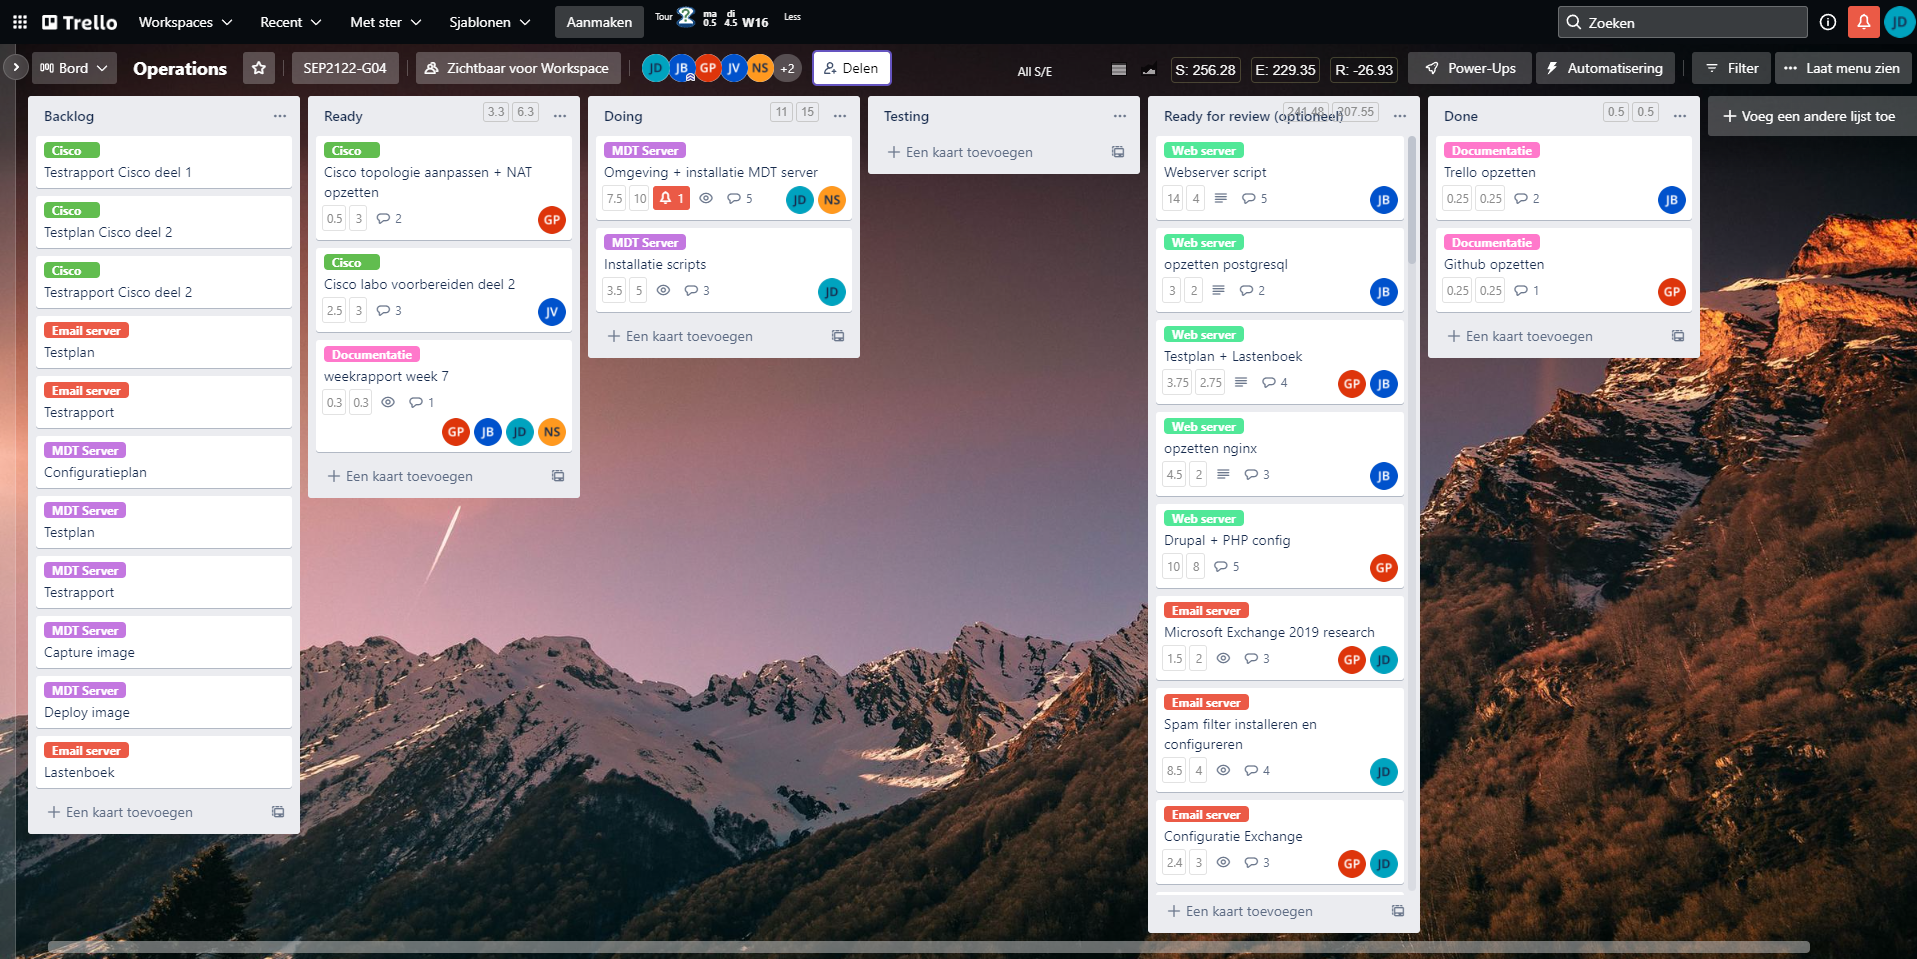 Trello
Workspaces
Recent
Met ster
Sjablonen
Aanmaken
Tour
ma
0.5
di
4.5
W16
Less
Zoeken
JD
Bord
Operations
SEP2122-G04
Zichtbaar voor Workspace
JD
JB
GP
JV
NS
+2
Delen
All S/E
S: 256.28
E: 229.35
R: -26.93
Power-Ups
Automatisering
Filter
Laat menu zien
Backlog
Cisco
Testrapport Cisco deel 1
Cisco
Testplan Cisco deel 2
Cisco
Testrapport Cisco deel 2
Email server
Testplan
Email server
Testrapport
MDT Server
Configuratieplan
MDT Server
Testplan
MDT Server
Testrapport
MDT Server
Capture image
MDT Server
Deploy image
Email server
Lastenboek
Een kaart toevoegen
Ready
3.3
6.3
Cisco
Cisco topologie aanpassen + NAT
opzetten
0.5 3 2
GP
Cisco
Cisco labo voorbereiden deel 2
2.5 3 3
JV
Documentatie
weekrapport week 7
0.3 0.3 1
GP JB JD NS
Een kaart toevoegen
Doing
11
15
MDT Server
Omgeving + installatie MDT server
7.5 10 1 5
JD NS
MDT Server
Installatie scripts
3.5 5 3
JD
Een kaart toevoegen
Testing
Een kaart toevoegen
Ready for review (optioneel)
241.48
207.55
Web server
Webserver script
14 4 5
JB
Web server
opzetten postgresql
3 2 2
JB
Web server
Testplan + Lastenboek
3.75 2.75 4
GP JB
Web server
opzetten nginx
4.5 2 3
JB
Web server
Drupal + PHP config
10 8 5
GP
Email server
Microsoft Exchange 2019 research
1.5 2 3
GP JD
Email server
Spam filter installeren en
configureren
8.5 4 4
JD
Email server
Configuratie Exchange
2.4 3 3
GP JD
Een kaart toevoegen
Done
0.5
0.5
Documentatie
Trello opzetten
0.25 0.25 2
JB
Documentatie
Github opzetten
0.25 0.25 1
GP
Een kaart toevoegen
Voeg een andere lijst toe